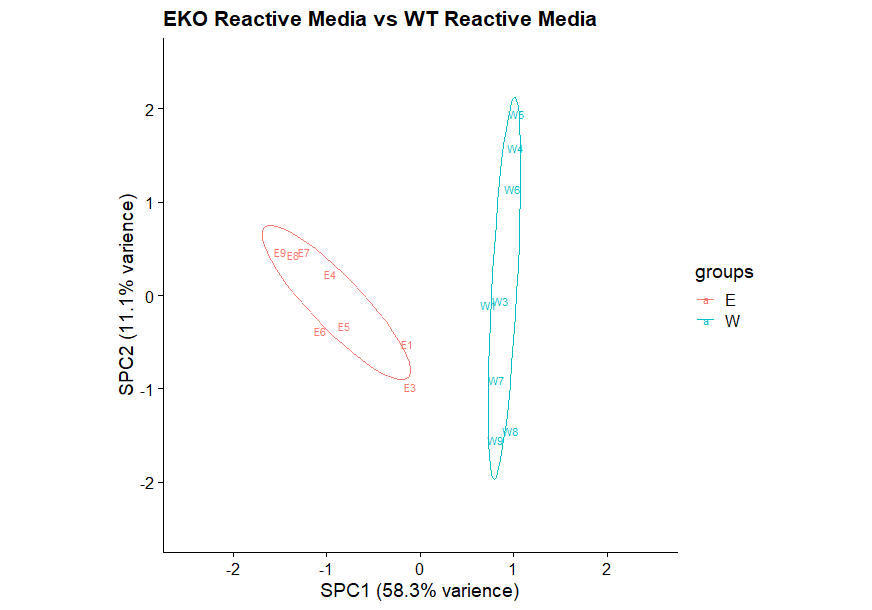 EKO Reactive Media vs WT Reactive Media
2
1
0
-1
-2
SPC2 (11.1% varience)
W5
W4
W6
E9
E8
E7
E4
W1
W3
E6
E5
E1
E3
W7
W8
W9
groups
a E
a W
-2 -1 0 1 2
SPC1 (58.3% varience)